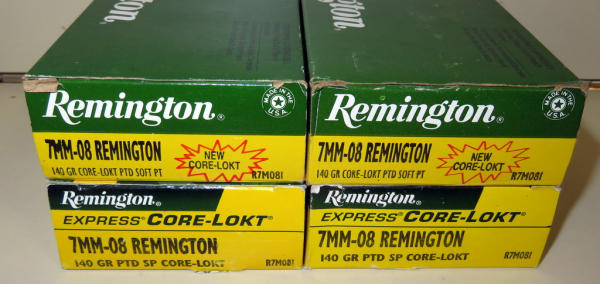 Remington®
MADE IN THE U.S.A.
7MM-08 REMINGTON
140 GR CORE-LOKT PTD SOFT PT
NEW
CORE-LOKT
R7M081
Remington®
MADE IN THE U.S.A.
7MM-08 REMINGTON
140 GR CORE-LOKT PTD SOFT PT
NEW
CORE-LOKT
R7M081
Remington®
EXPRESS® CORE-LOKT®
7MM-08 REMINGTON
140 GR PTD SP CORE-LOKT
R7M081
Remington®
EXPRESS® CORE-LOKT®
7MM-08 REMINGTON
140 GR PTD SP CORE-LOKT
R7M081